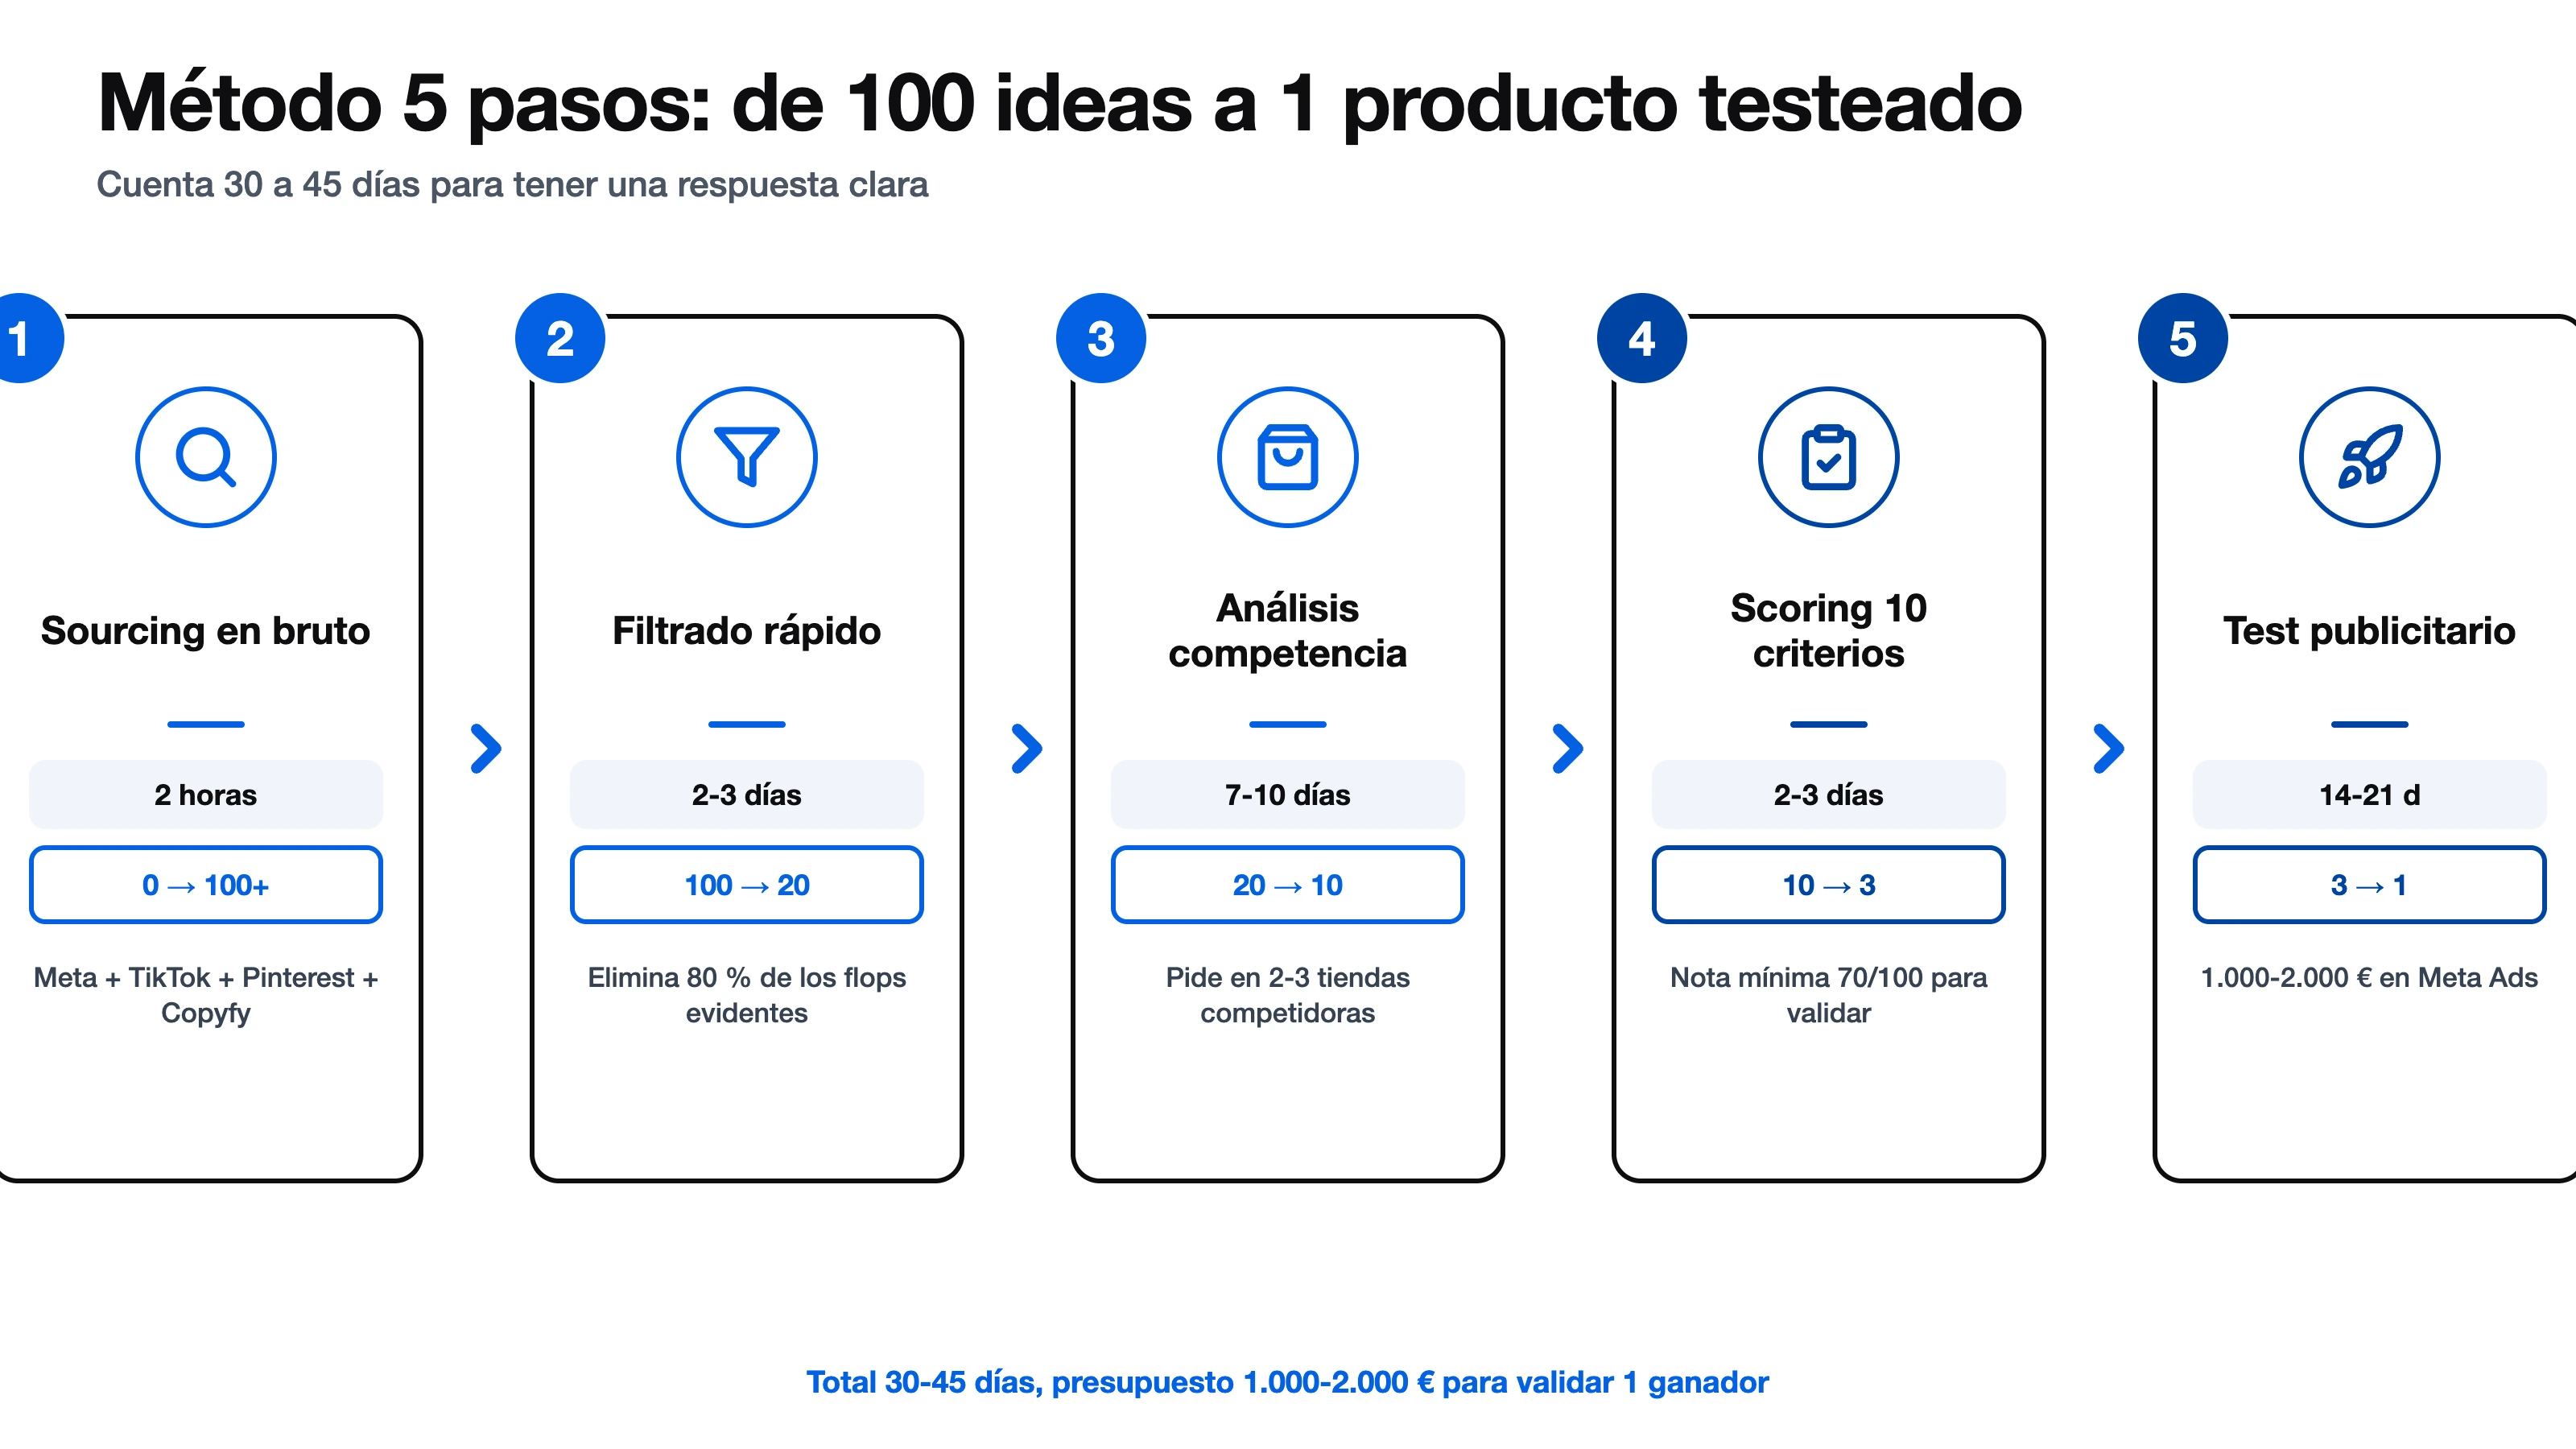 Método 5 pasos: de 100 ideas a 1 producto testeado
Cuenta 30 a 45 días para tener una respuesta clara
1
Sourcing en bruto
2 horas
0 → 100+
Meta + TikTok + Pinterest +
Copyfy
2
Filtrado rápido
2-3 días
100 → 20
Elimina 80 % de los flops
evidentes
3
Análisis
competencia
7-10 días
20 → 10
Pide en 2-3 tiendas
competidoras
4
Scoring 10
criterios
2-3 días
10 → 3
Nota mínima 70/100 para
validar
5
Test publicitario
14-21 d
3 → 1
1.000-2.000 € en Meta Ads
Total 30-45 días, presupuesto 1.000-2.000 € para validar 1 ganador